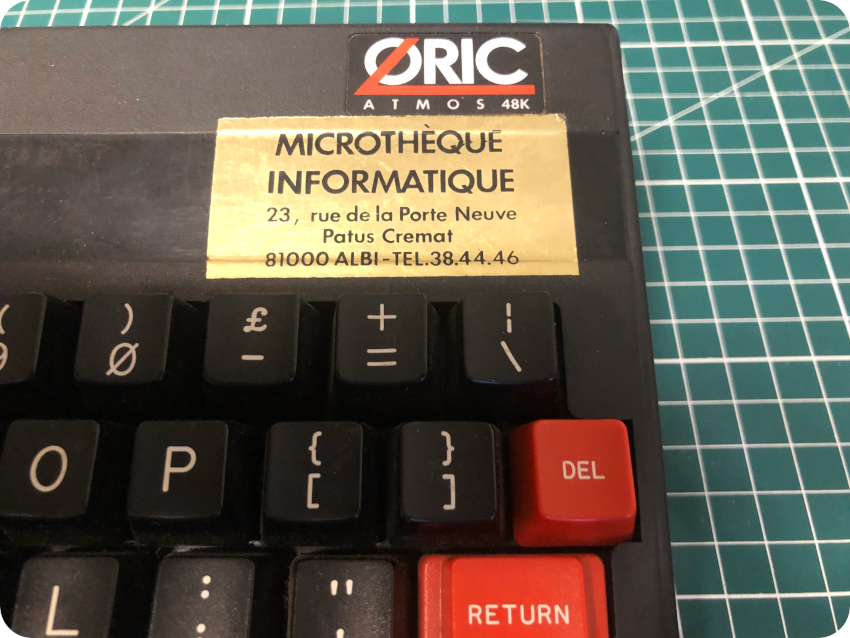 ORIC
ATMOS 48K
MICROTHÈQUE
INFORMATIQUE
23, rue de la Porte Neuve
Patus Cremat
81000 ALBI-TEL.38.44.46
( ) £ + ¦
9 Ø - = \
O P { } DEL
[ ]
L : " RETURN